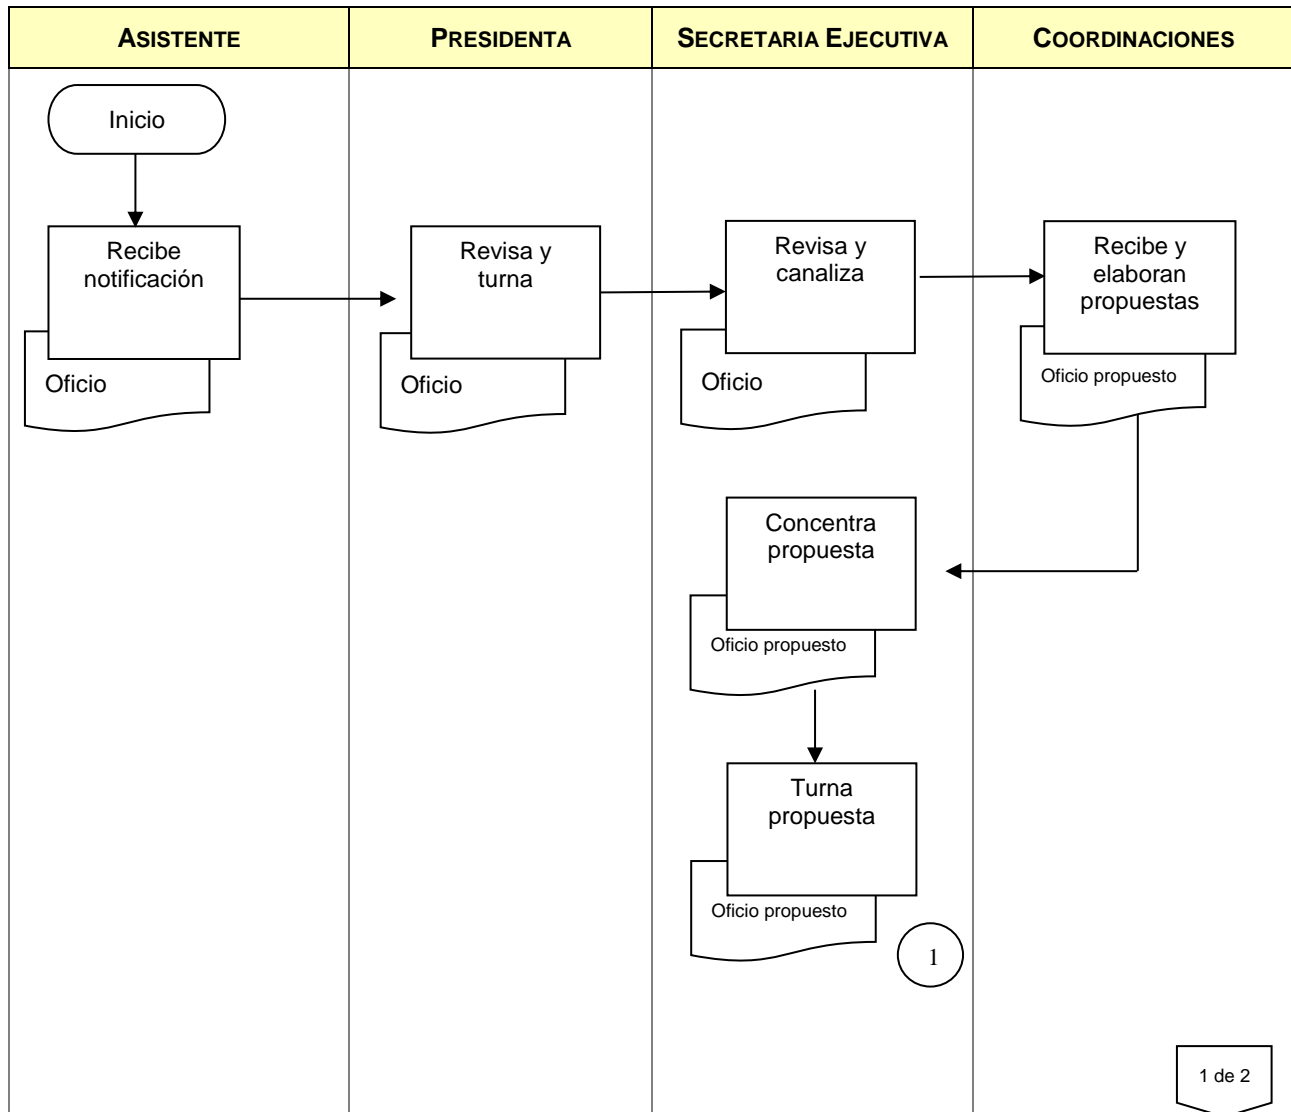 ASISTENTE
PRESIDENTA
SECRETARIA EJECUTIVA
COORDINACIONES
Inicio
Recibe
notificación
Oficio
Revisa y
turna
Oficio
Revisa y
canaliza
Oficio
Recibe y
elaboran
propuestas
Oficio propuesto
Concentra
propuesta
Oficio propuesto
Turna
propuesta
Oficio propuesto
1
1 de 2